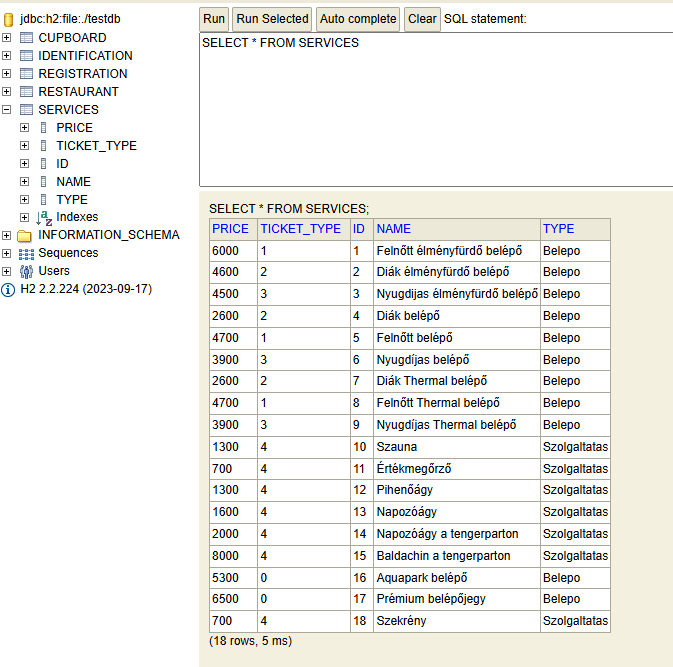 jdbc:h2:file:./testdb
CUPBOARD
IDENTIFICATION
REGISTRATION
RESTAURANT
SERVICES
PRICE
TICKET_TYPE
ID
NAME
TYPE
Indexes
INFORMATION_SCHEMA
Sequences
Users
H2 2.2.224 (2023-09-17)
Run Run Selected Auto complete Clear SQL statement:
SELECT * FROM SERVICES
SELECT * FROM SERVICES;
PRICE TICKET_TYPE ID NAME TYPE
6000 1 1 Felnőtt élményfürdő belépő Belepo
4600 2 2 Diák élményfürdő belépő Belepo
4500 3 3 Nyugdijas élményfürdő belépő Belepo
2600 2 4 Diák belépő Belepo
4700 1 5 Felnőtt belépő Belepo
3900 3 6 Nyugdíjas belépő Belepo
2600 2 7 Diák Thermal belépő Belepo
4700 1 8 Felnőtt Thermal belépő Belepo
3900 3 9 Nyugdíjas Thermal belépő Belepo
1300 4 10 Szauna Szolgaltatas
700 4 11 Értékmegőrző Szolgaltatas
1300 4 12 Pihenőágy Szolgaltatas
1600 4 13 Napozóágy Szolgaltatas
2000 4 14 Napozóágy a tengerparton Szolgaltatas
8000 4 15 Baldachin a tengerparton Szolgaltatas
5300 0 16 Aquapark belépő Belepo
6500 0 17 Prémium belépőjegy Belepo
700 4 18 Szekrény Szolgaltatas
(18 rows, 5 ms)